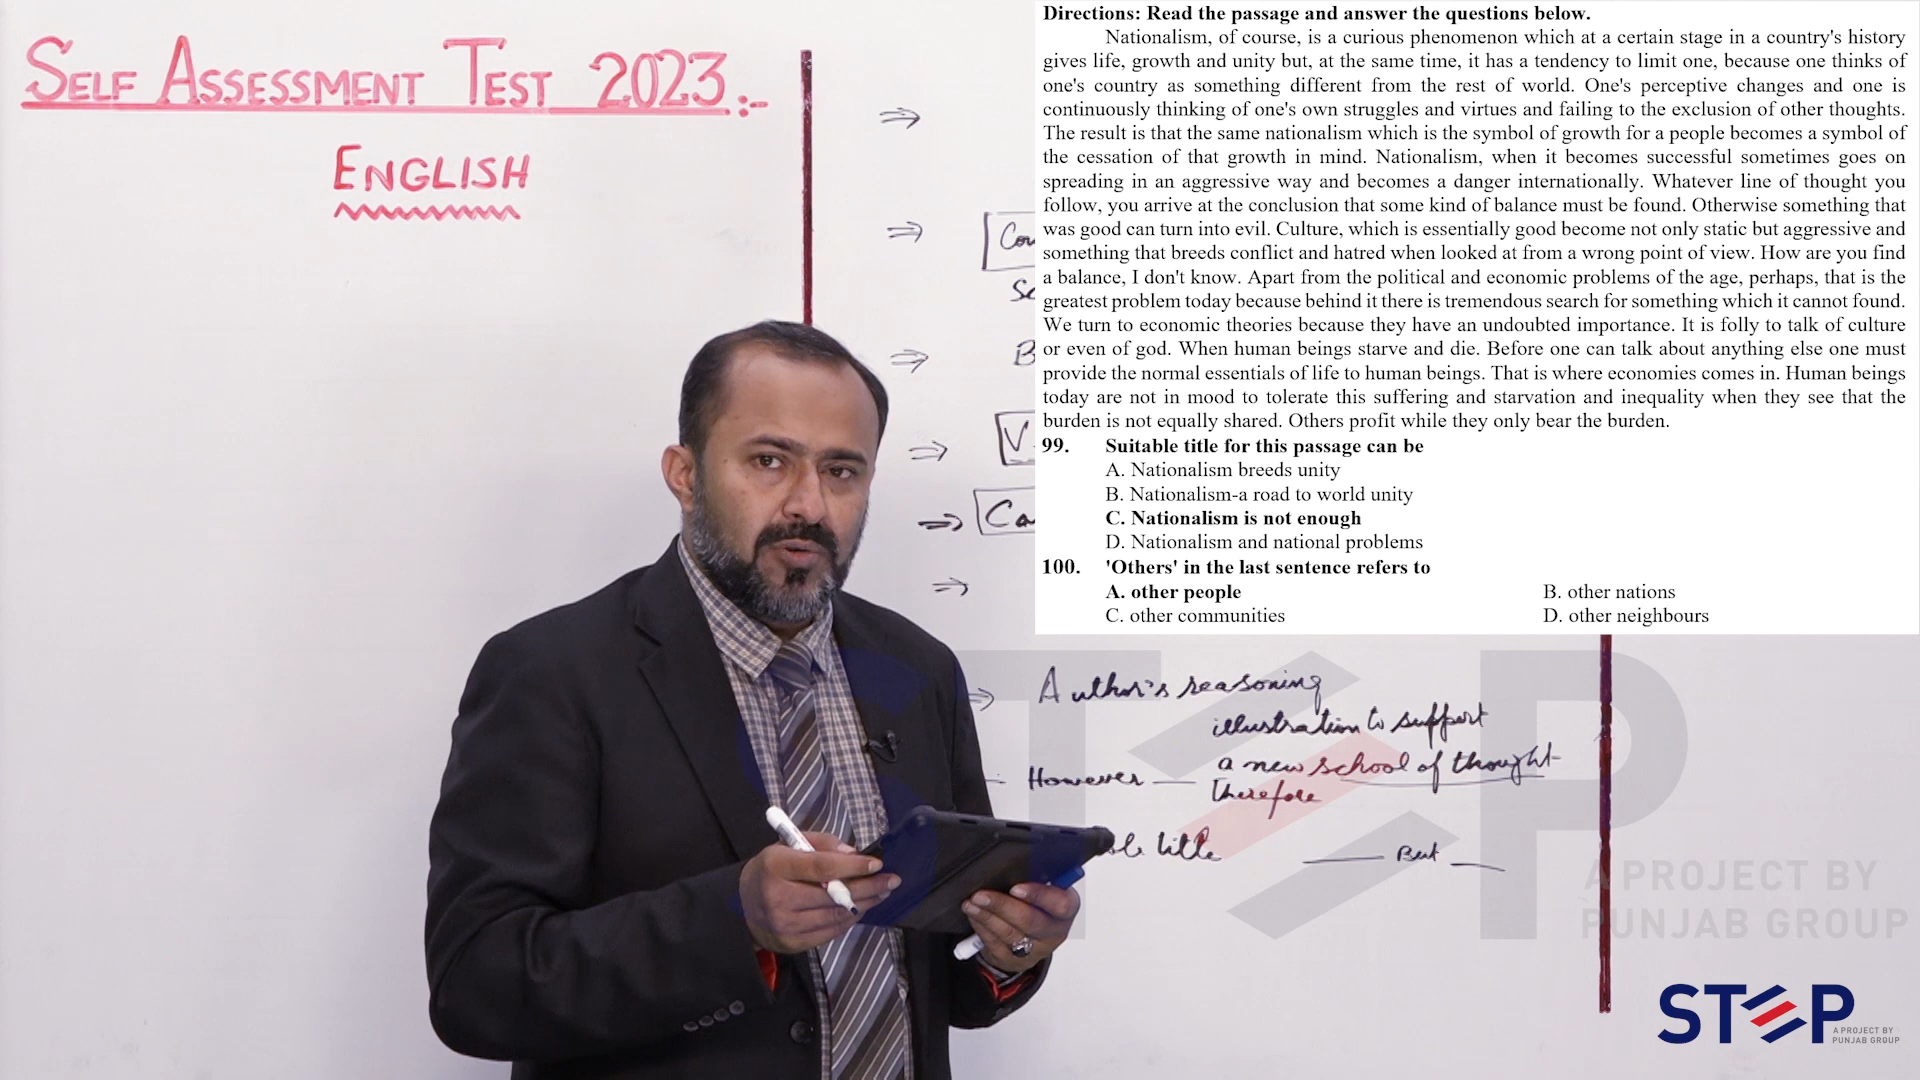 SELF ASSESSMENT TEST 2023:-
ENGLISH
Directions: Read the passage and answer the questions below.
Nationalism, of course, is a curious phenomenon which at a certain stage in a country's history
gives life, growth and unity but, at the same time, it has a tendency to limit one, because one thinks of
one's country as something different from the rest of world. One's perceptive changes and one is
continuously thinking of one's own struggles and virtues and failing to the exclusion of other thoughts.
The result is that the same nationalism which is the symbol of growth for a people becomes a symbol of
the cessation of that growth in mind. Nationalism, when it becomes successful sometimes goes on
spreading in an aggressive way and becomes a danger internationally. Whatever line of thought you
follow, you arrive at the conclusion that some kind of balance must be found. Otherwise something that
was good can turn into evil. Culture, which is essentially good become not only static but aggressive and
something that breeds conflict and hatred when looked at from a wrong point of view. How are you find
a balance, I don't know. Apart from the political and economic problems of the age, perhaps, that is the
greatest problem today because behind it there is tremendous search for something which it cannot found.
We turn to economic theories because they have an undoubted importance. It is folly to talk of culture
or even of god. When human beings starve and die. Before one can talk about anything else one must
provide the normal essentials of life to human beings. That is where economies comes in. Human beings
today are not in mood to tolerate this suffering and starvation and inequality when they see that the
burden is not equally shared. Others profit while they only bear the burden.
99. Suitable title for this passage can be
A. Nationalism breeds unity
B. Nationalism-a road to world unity
C. Nationalism is not enough
D. Nationalism and national problems
100. 'Others' in the last sentence refers to
A. other people B. other nations
C. other communities D. other neighbours
Author's reasoning
illustration to support
a new school of thought
However
Therefore
title
But
STEP
A PROJECT BY
PUNJAB GROUP
STEP
A PROJECT BY
PUNJAB GROUP